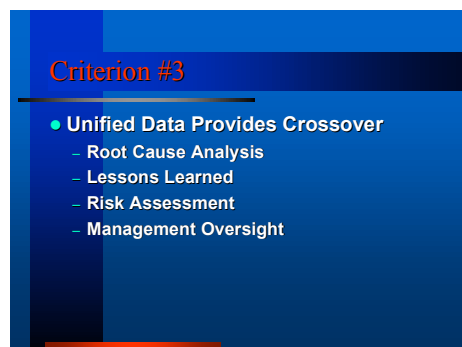 Criterion #3
● Unified Data Provides Crossover
– Root Cause Analysis
– Lessons Learned
– Risk Assessment
– Management Oversight